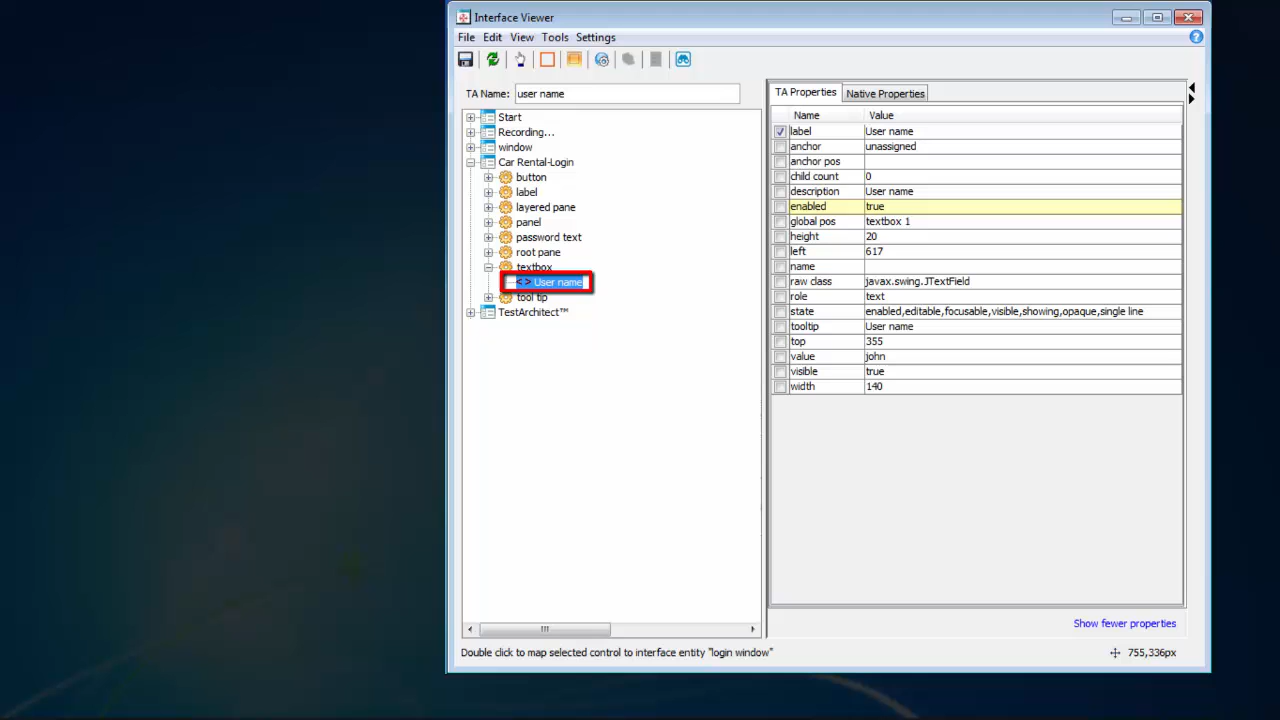 Interface Viewer
File Edit View Tools Settings
TA Name: user name
Start
Recording...
window
Car Rental-Login
button
label
layered pane
panel
password text
root pane
textbox
< > User name
tool tip
TestArchitect™
TA Properties Native Properties
Name Value
label User name
anchor unassigned
anchor pos
child count 0
description User name
enabled true
global pos textbox 1
height 20
left 617
name
raw class javax.swing.JTextField
role text
state enabled,editable,focusable,visible,showing,opaque,single line
tooltip User name
top 355
value john
visible true
width 140
Show fewer properties
Double click to map selected control to interface entity "login window"
755,336px